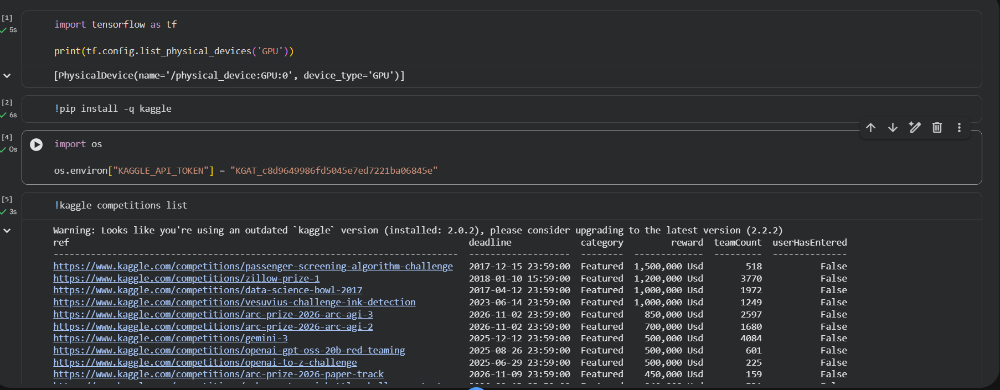 [1]
5s
import tensorflow as tf
print(tf.config.list_physical_devices('GPU'))
[PhysicalDevice(name='/physical_device:GPU:0', device_type='GPU')]
[2]
6s
!pip install -q kaggle
[4]
0s
import os
os.environ["KAGGLE_API_TOKEN"] = "KGAT_c8d9649986fd5045e7ed7221ba06845e"
[5]
3s
!kaggle competitions list
Warning: Looks like you're using an outdated `kaggle` version (installed: 2.0.2), please consider upgrading to the latest version (2.2.2)
ref deadline category reward teamCount userHasEntered
--------------------------------------------------------------------------- ------------------- -------- ------------- --------- --------------
https://www.kaggle.com/competitions/passenger-screening-algorithm-challenge 2017-12-15 23:59:00 Featured 1,500,000 Usd 518 False
https://www.kaggle.com/competitions/zillow-prize-1 2018-01-10 15:59:00 Featured 1,200,000 Usd 3770 False
https://www.kaggle.com/competitions/data-science-bowl-2017 2017-04-12 23:59:00 Featured 1,000,000 Usd 1972 False
https://www.kaggle.com/competitions/vesuvius-challenge-ink-detection 2023-06-14 23:59:00 Featured 1,000,000 Usd 1249 False
https://www.kaggle.com/competitions/arc-prize-2026-arc-agi-3 2026-11-02 23:59:00 Featured 850,000 Usd 2597 False
https://www.kaggle.com/competitions/arc-prize-2026-arc-agi-2 2026-11-02 23:59:00 Featured 700,000 Usd 1680 False
https://www.kaggle.com/competitions/gemini-3 2025-12-12 23:59:00 Featured 500,000 Usd 4084 False
https://www.kaggle.com/competitions/openai-gpt-oss-20b-red-teaming 2025-08-26 23:59:00 Featured 500,000 Usd 601 False
https://www.kaggle.com/competitions/openai-to-z-challenge 2025-06-29 23:59:00 Featured 500,000 Usd 225 False
https://www.kaggle.com/competitions/arc-prize-2026-paper-track 2026-11-09 23:59:00 Featured 450,000 Usd 159 False